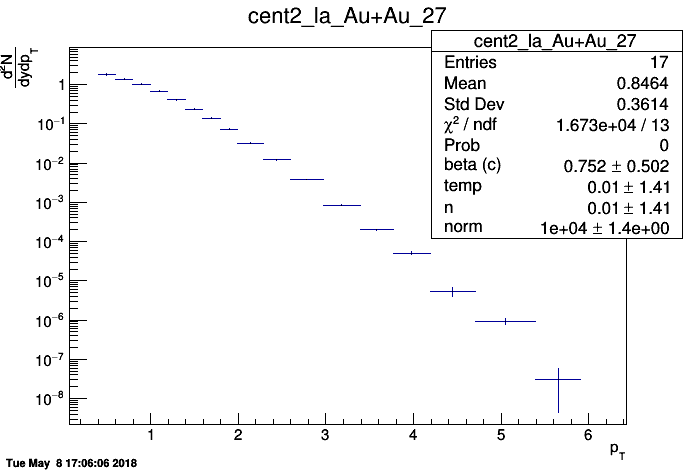 cent2_la_Au+Au_27
d²N
dydp_T
cent2_la_Au+Au_27
Entries 17
Mean 0.8464
Std Dev 0.3614
χ² / ndf 1.673e+04 / 13
Prob 0
beta (c) 0.752 ± 0.502
temp 0.01 ± 1.41
n 0.01 ± 1.41
norm 1e+04 ± 1.4e+00
1
10⁻¹
10⁻²
10⁻³
10⁻⁴
10⁻⁵
10⁻⁶
10⁻⁷
10⁻⁸
1 2 3 4 5 6
p_T
Tue May 8 17:06:06 2018